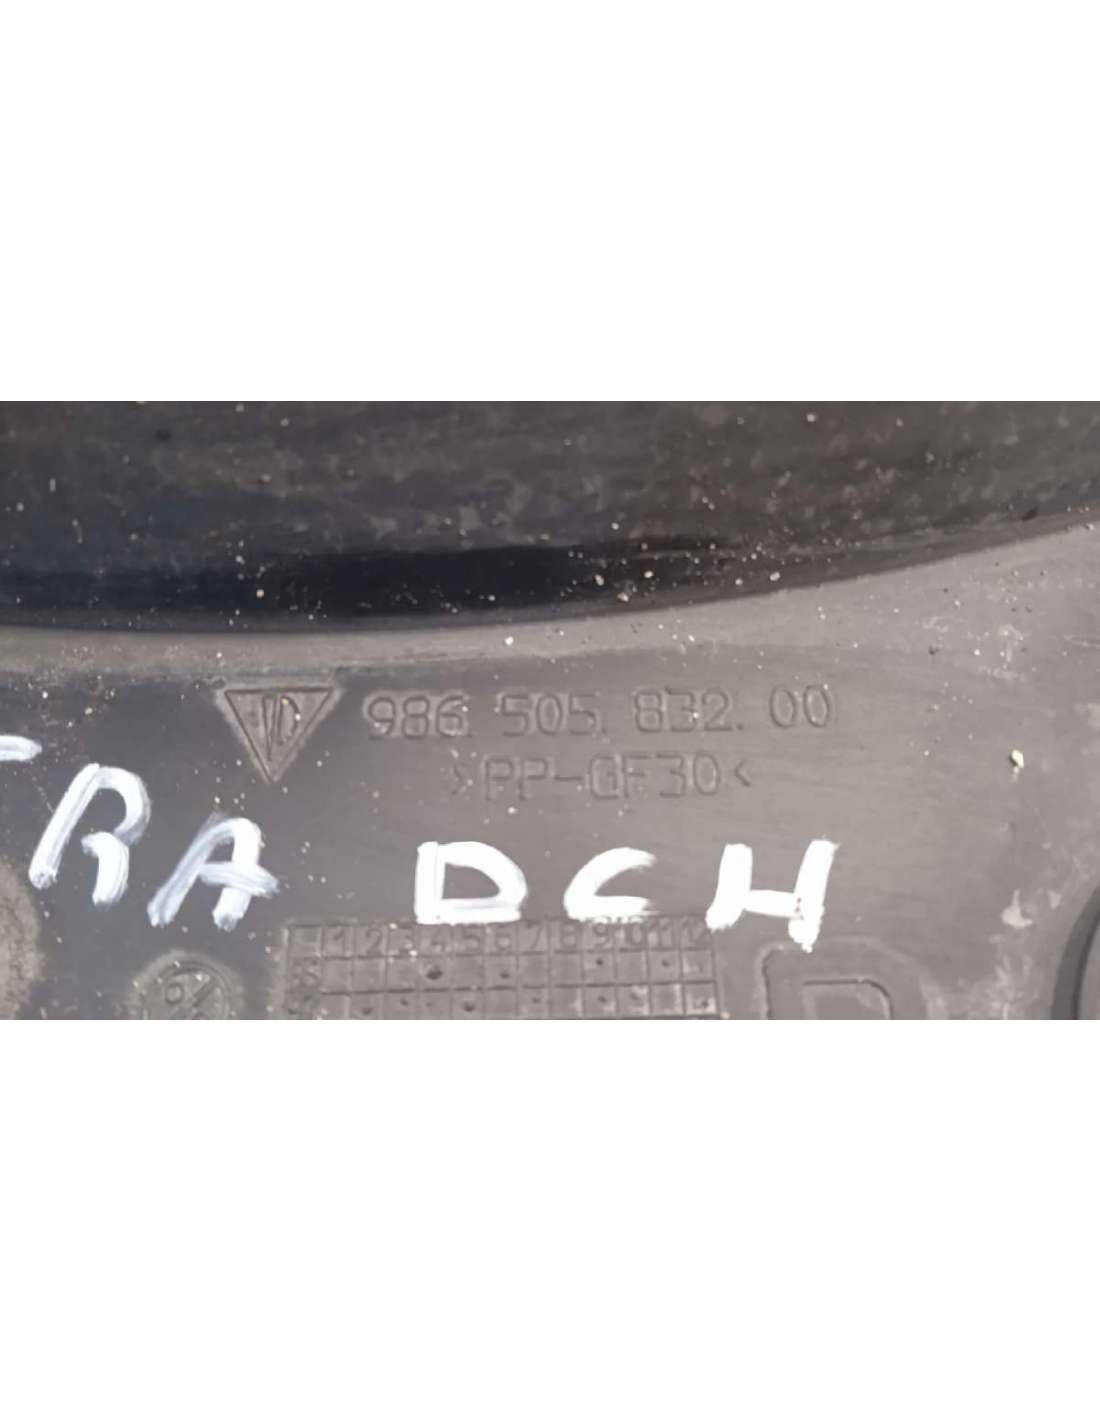 986. 505. 832. 00
>PP-GF30<
RA DCH
1 2 3 4 5 6 7 8 9 10 11 12